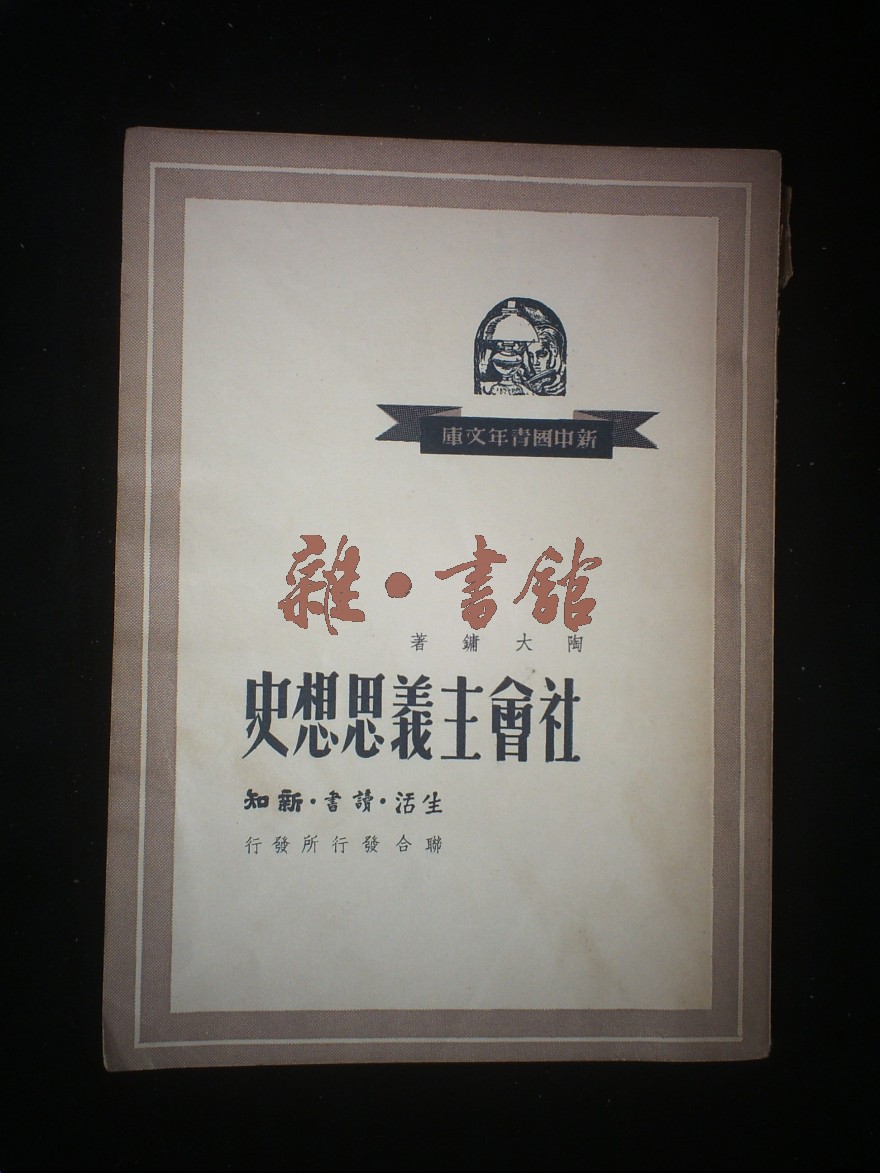 新中國青年文庫
雜·書館
陶大鏞著
社會主義思想史
生活·讀書·新知
聯合發行所發行